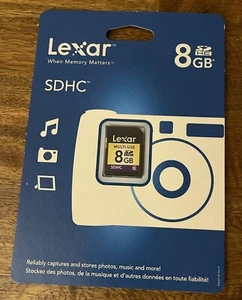 Lexar
When Memory Matters™
8GB
SDHC™
Lexar
MULTI-USE
8GB
SDHC
Reliably captures and stores photos, music and more!
Stockez des photos, de la musique et d'autres données en toute fiabilité!